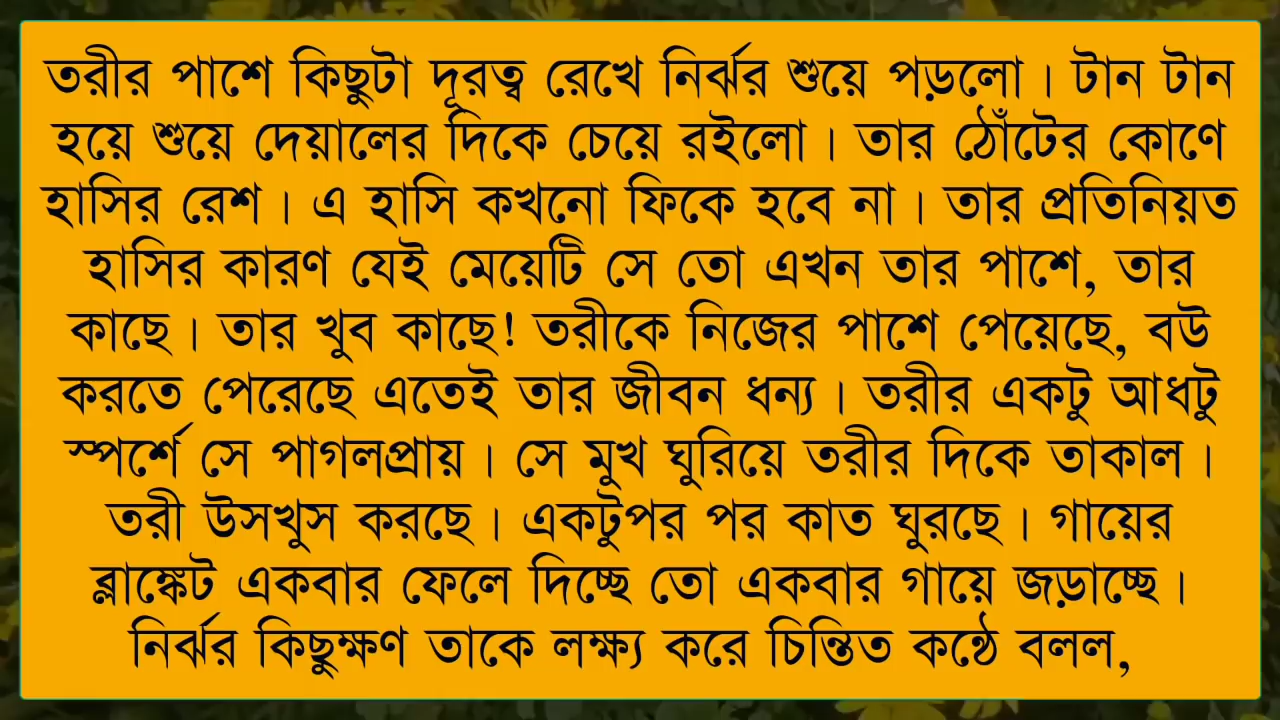 তরীর পাশে কিছুটা দূরত্ব রেখে নির্ঝর শুয়ে পড়লো। টান টান
হয়ে শুয়ে দেয়ালের দিকে চেয়ে রইলো। তার ঠোঁটের কোণে
হাসির রেশ। এ হাসি কখনো ফিকে হবে না। তার প্রতিনিয়ত
হাসির কারণ যেই মেয়েটি সে তো এখন তার পাশে, তার
কাছে। তার খুব কাছে! তরীকে নিজের পাশে পেয়েছে, বউ
করতে পেরেছে এতেই তার জীবন ধন্য। তরীর একটু আধটু
স্পর্শে সে পাগলপ্রায়। সে মুখ ঘুরিয়ে তরীর দিকে তাকাল।
তরী উসখুস করছে। একটুপর পর কাত ঘুরছে। গায়ের
ব্লাঙ্কেট একবার ফেলে দিচ্ছে তো একবার গায়ে জড়াচ্ছে।
নির্ঝর কিছুক্ষণ তাকে লক্ষ্য করে চিন্তিত কন্ঠে বলল,